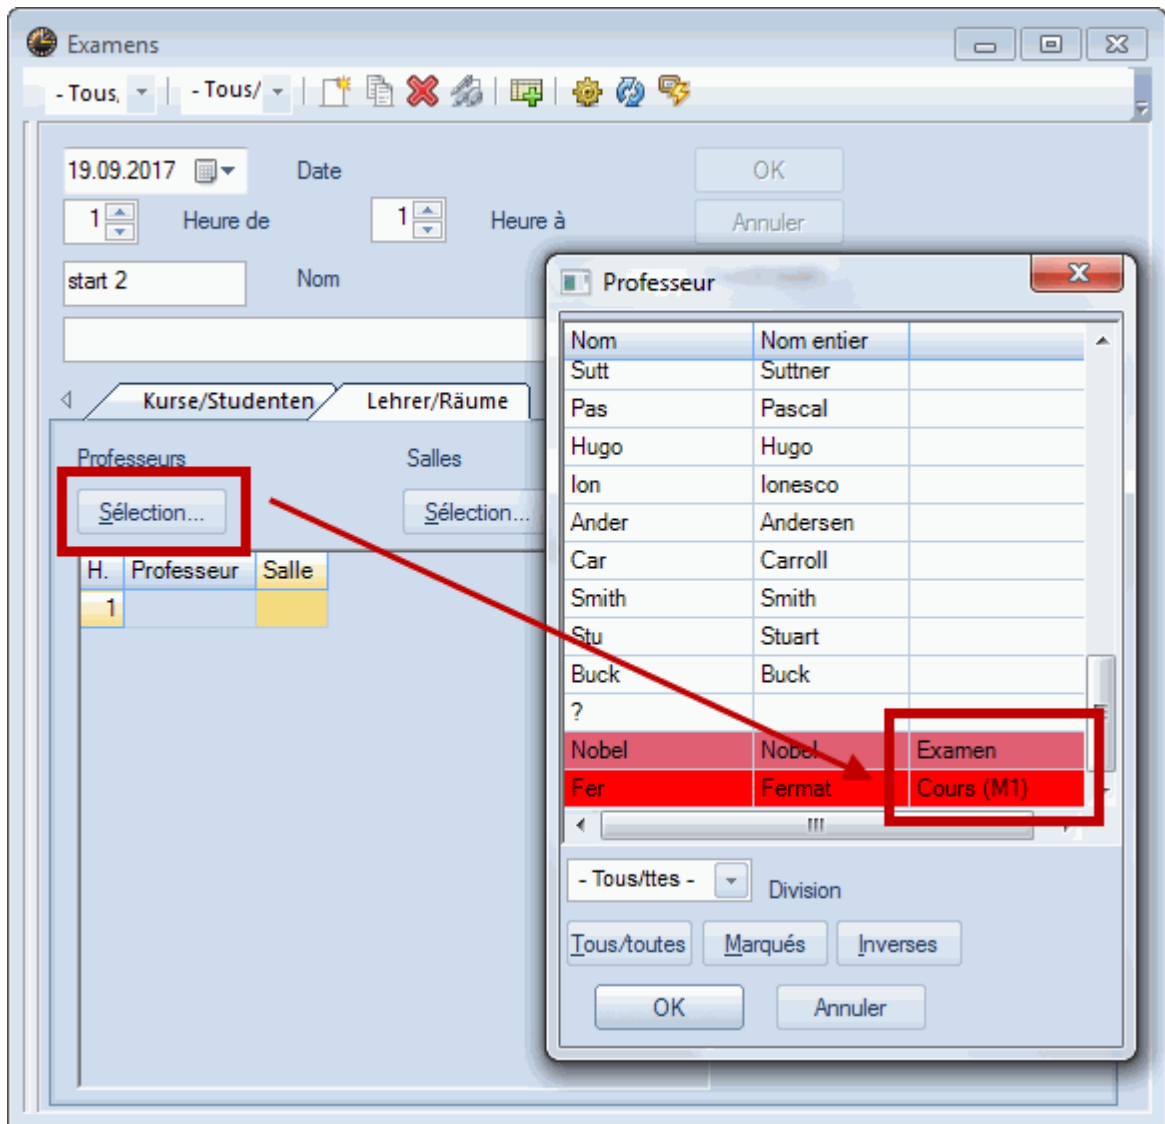 Examens
- Tous, - Tous/
19.09.2017 Date OK
1 Heure de 1 Heure à Annuler
start 2 Nom
Kurse/Studenten Lehrer/Räume
Professeurs Salles
Sélection... Sélection...
H. Professeur Salle
1
Professeur
Nom Nom entier
Sutt Suttner
Pas Pascal
Hugo Hugo
Ion Ionesco
Ander Andersen
Car Carroll
Smith Smith
Stu Stuart
Buck Buck
?
Nobel Nobel Examen
Fer Fermat Cours (M1)
- Tous/ttes - Division
Tous/toutes Marqués Inverses
OK Annuler